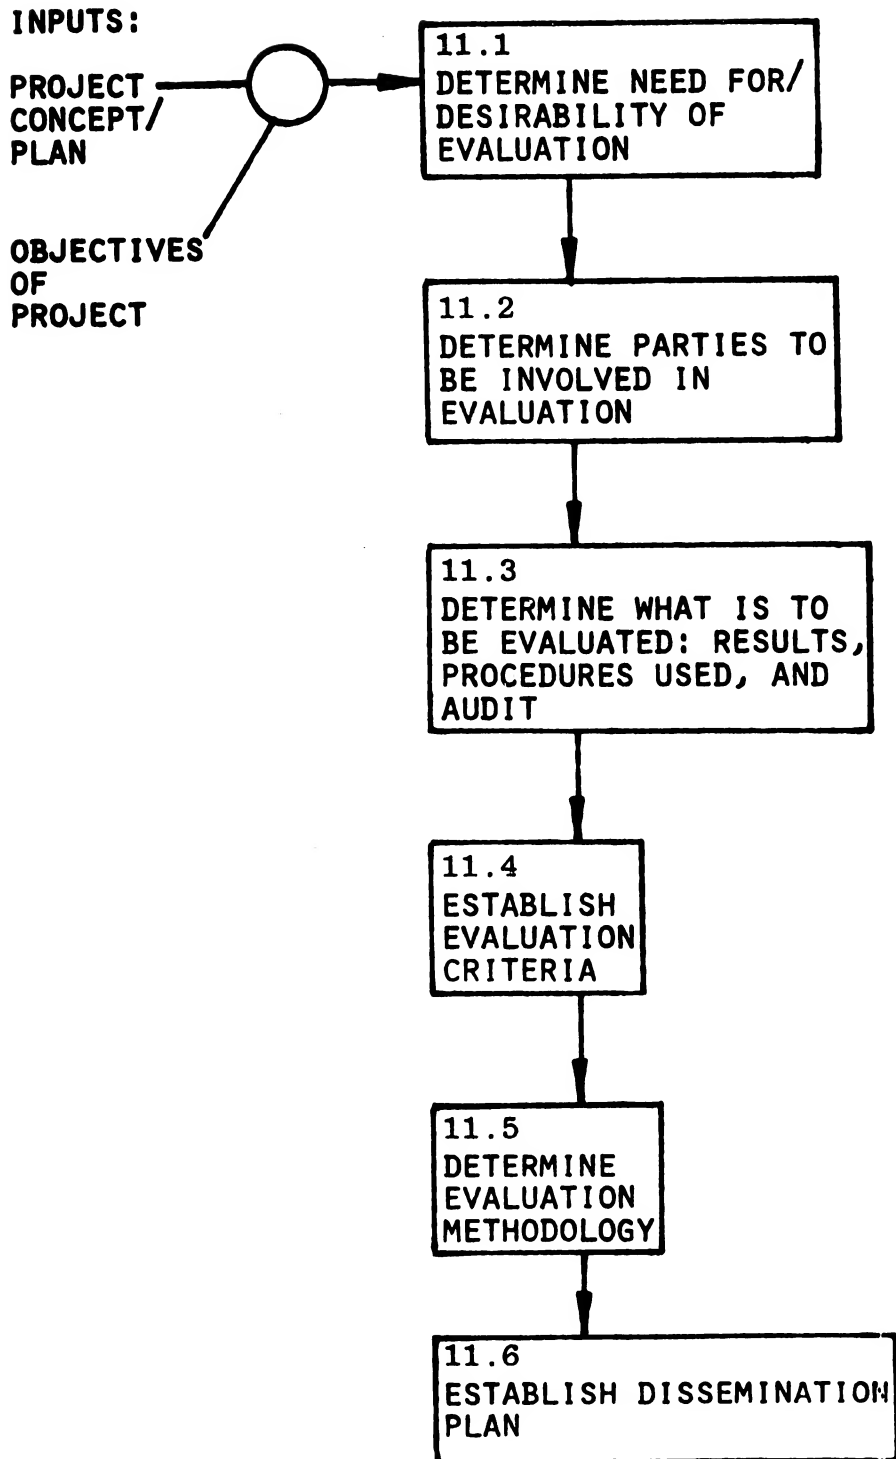 INPUTS:
PROJECT
CONCEPT/
PLAN
OBJECTIVES
OF
PROJECT
11.1
DETERMINE NEED FOR/
DESIRABILITY OF
EVALUATION
11.2
DETERMINE PARTIES TO
BE INVOLVED IN
EVALUATION
11.3
DETERMINE WHAT IS TO
BE EVALUATED: RESULTS,
PROCEDURES USED, AND
AUDIT
11.4
ESTABLISH
EVALUATION
CRITERIA
11.5
DETERMINE
EVALUATION
METHODOLOGY
11.6
ESTABLISH DISSEMINATION
PLAN